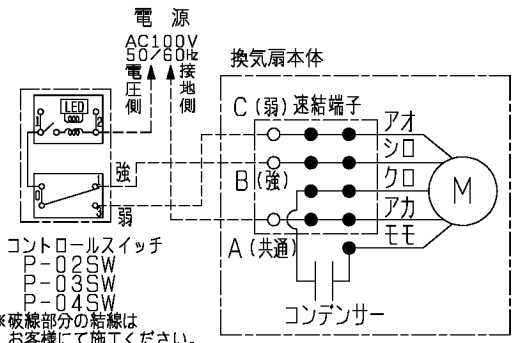 電 源
AC100V
50/60Hz
電圧側
接地側
換気扇本体
LED
1
2
0
1
3
強
弱
C(弱)
速結端子
B(強)
A(共通)
アオ
シロ
クロ
アカ
モモ
M
コンデンサー
コントロールスイッチ
P-02SW
P-03SW
P-04SW
※破線部分の結線は
お客様にて施工ください。